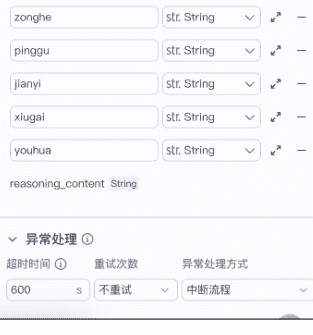 zonghe str. String
pinggu str. String
jianyi str. String
xiugai str. String
youhua str. String
reasoning_content String
异常处理
超时时间 重试次数 异常处理方式
600 s 不重试 中断流程